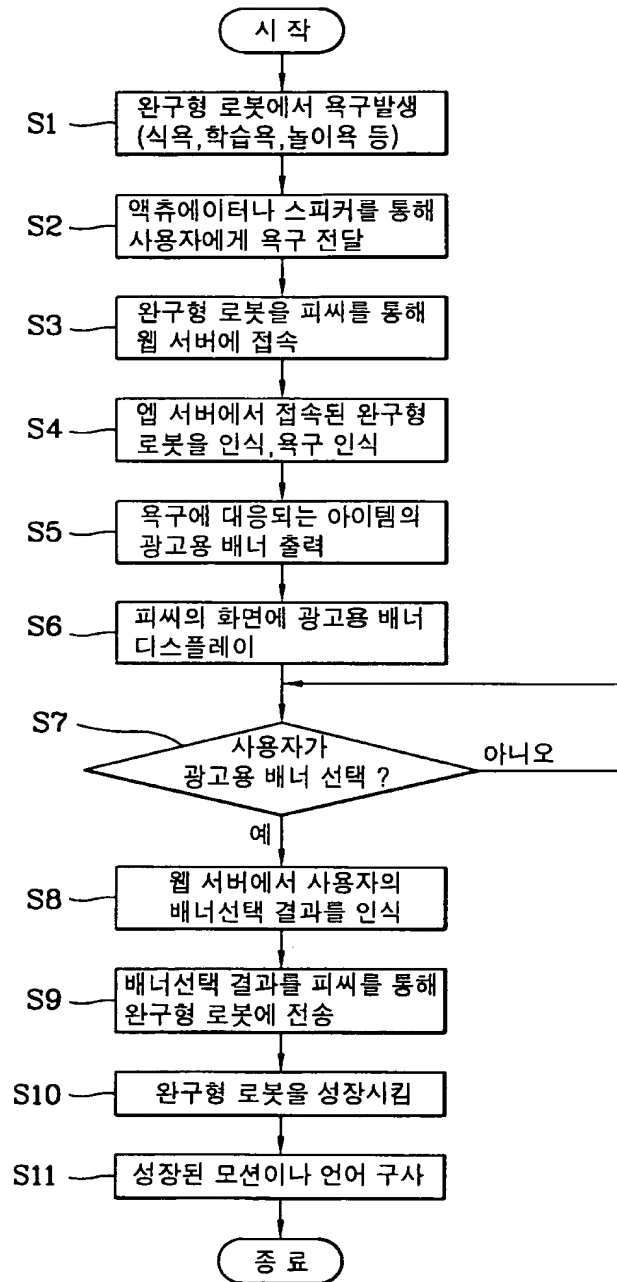 시 작
S1
완구형 로봇에서 욕구발생
(식욕,학습욕,놀이욕 등)
S2
액츄에이터나 스피커를 통해
사용자에게 욕구 전달
S3
완구형 로봇을 피씨를 통해
웹 서버에 접속
S4
엡 서버에서 접속된 완구형
로봇을 인식,욕구 인식
S5
욕구에 대응되는 아이템의
광고용 배너 출력
S6
피씨의 화면에 광고용 배너
디스플레이
S7
사용자가
광고용 배너 선택 ?
아니오
예
S8
웹 서버에서 사용자의
배너선택 결과를 인식
S9
배너선택 결과를 피씨를 통해
완구형 로봇에 전송
S10
완구형 로봇을 성장시킴
S11
성장된 모션이나 언어 구사
종 료